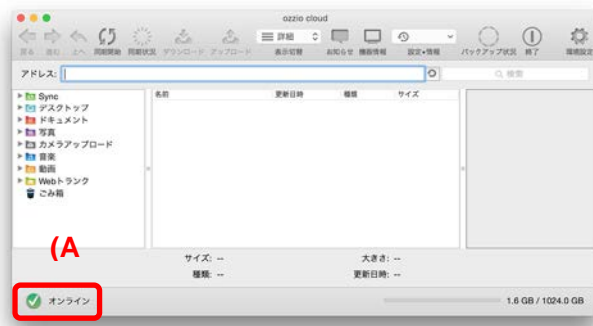 ozzio cloud
戻る 進む 上へ 同期開始 同期状況 ダウンロード アップロード 表示切替 お知らせ 機器情報 設定・情報 バックアップ状況 終了 環境設定
詳細
アドレス: 検索
Sync
デスクトップ
ドキュメント
写真
カメラアップロード
音楽
動画
Webトランク
ごみ箱
名前 更新日時 種類 サイズ
(A
サイズ: -- 大きさ: --
種類: -- 更新日時: --
オンライン 1.6 GB / 1024.0 GB